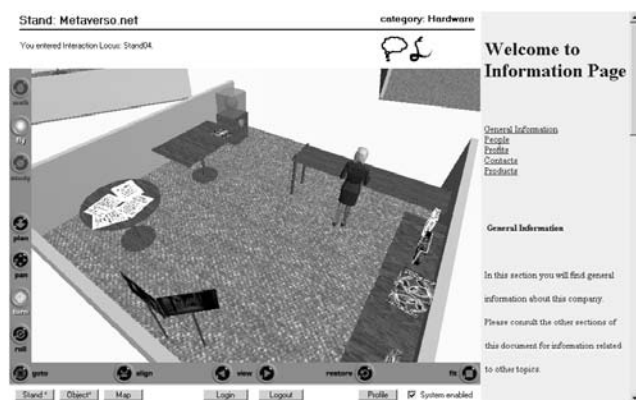 Stand: Metaverso.net
category: Hardware
You entered Interaction Locus: Stand04.
walk
fly
study
plan
pan
turn
roll
goto
align
view
restore
fit
Stand *
Object*
Map
Login
Logout
Profile
System enabled
Welcome to
Information Page
General Information
People
Profits
Contacts
Products
General Information
In this section you will find general
information about this company.
Please consult the other sections of
this document for information related
to other topics.